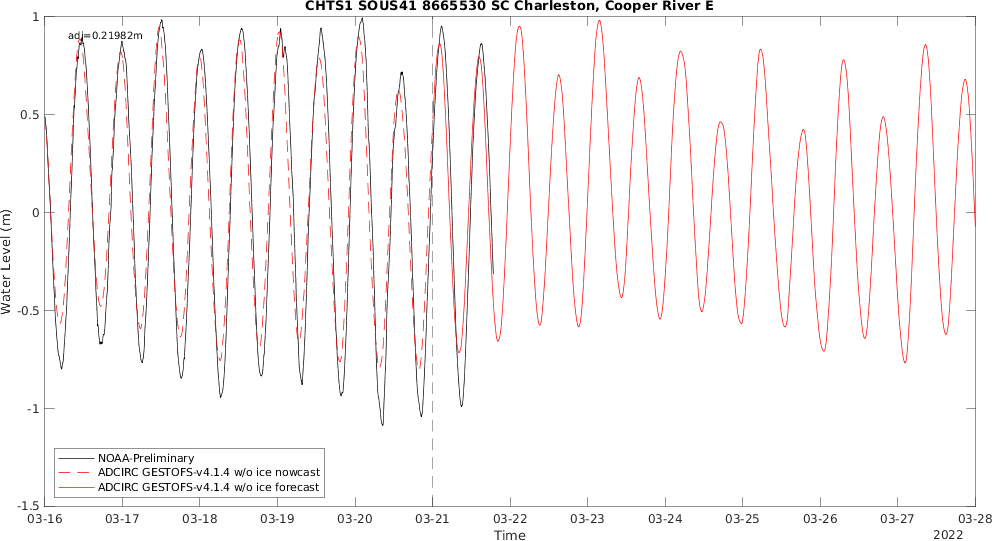 CHTS1 SOUS41 8665530 SC Charleston, Cooper River E
adj=0.21982m
1
0.5
0
-0.5
-1
-1.5
Water Level (m)
NOAA-Preliminary
ADCIRC GESTOFS-v4.1.4 w/o ice nowcast
ADCIRC GESTOFS-v4.1.4 w/o ice forecast
03-16 03-17 03-18 03-19 03-20 03-21 03-22 03-23 03-24 03-25 03-26 03-27 03-28
Time
2022